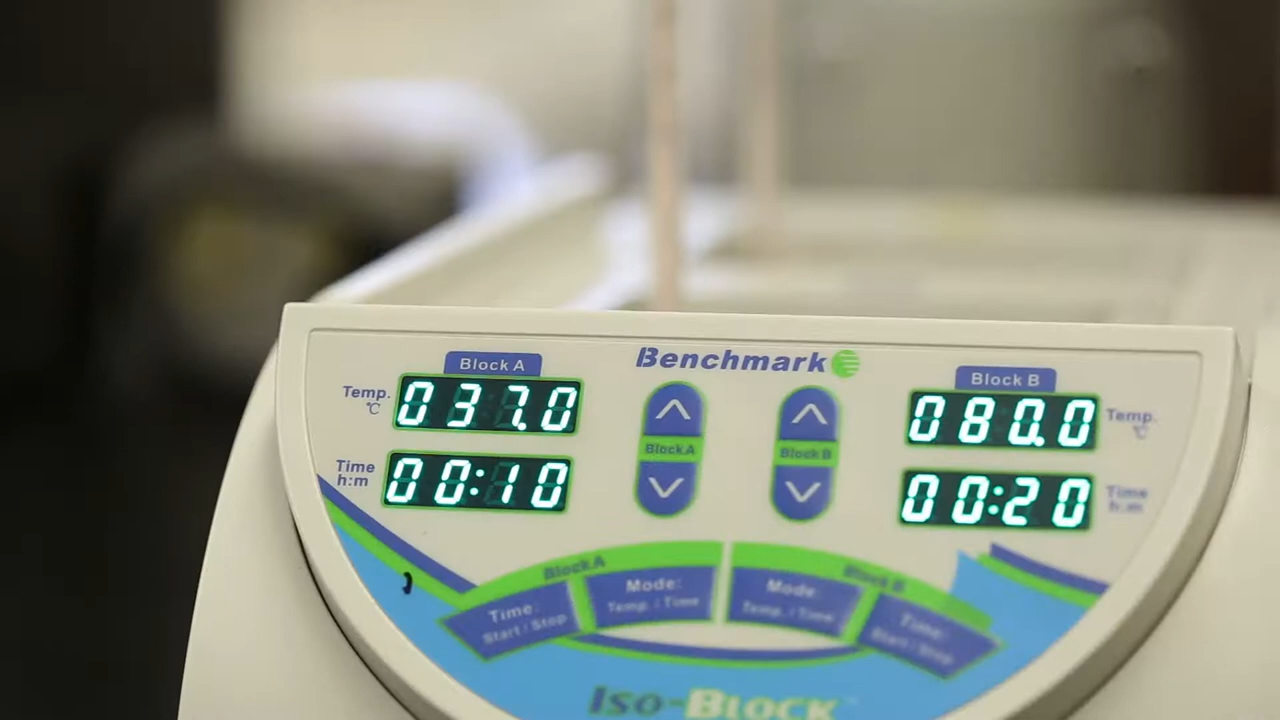 Benchmark
Block A
Temp.
°C
037.0
Time
h:m
00:10
Block A
Block B
Block B
080.0
Temp.
°C
00:20
Time
h:m
Block A
Time:
Start / Stop
Mode:
Temp. / Time
Block B
Mode:
Temp. / Time
Time:
Start / Stop
Iso-Block™